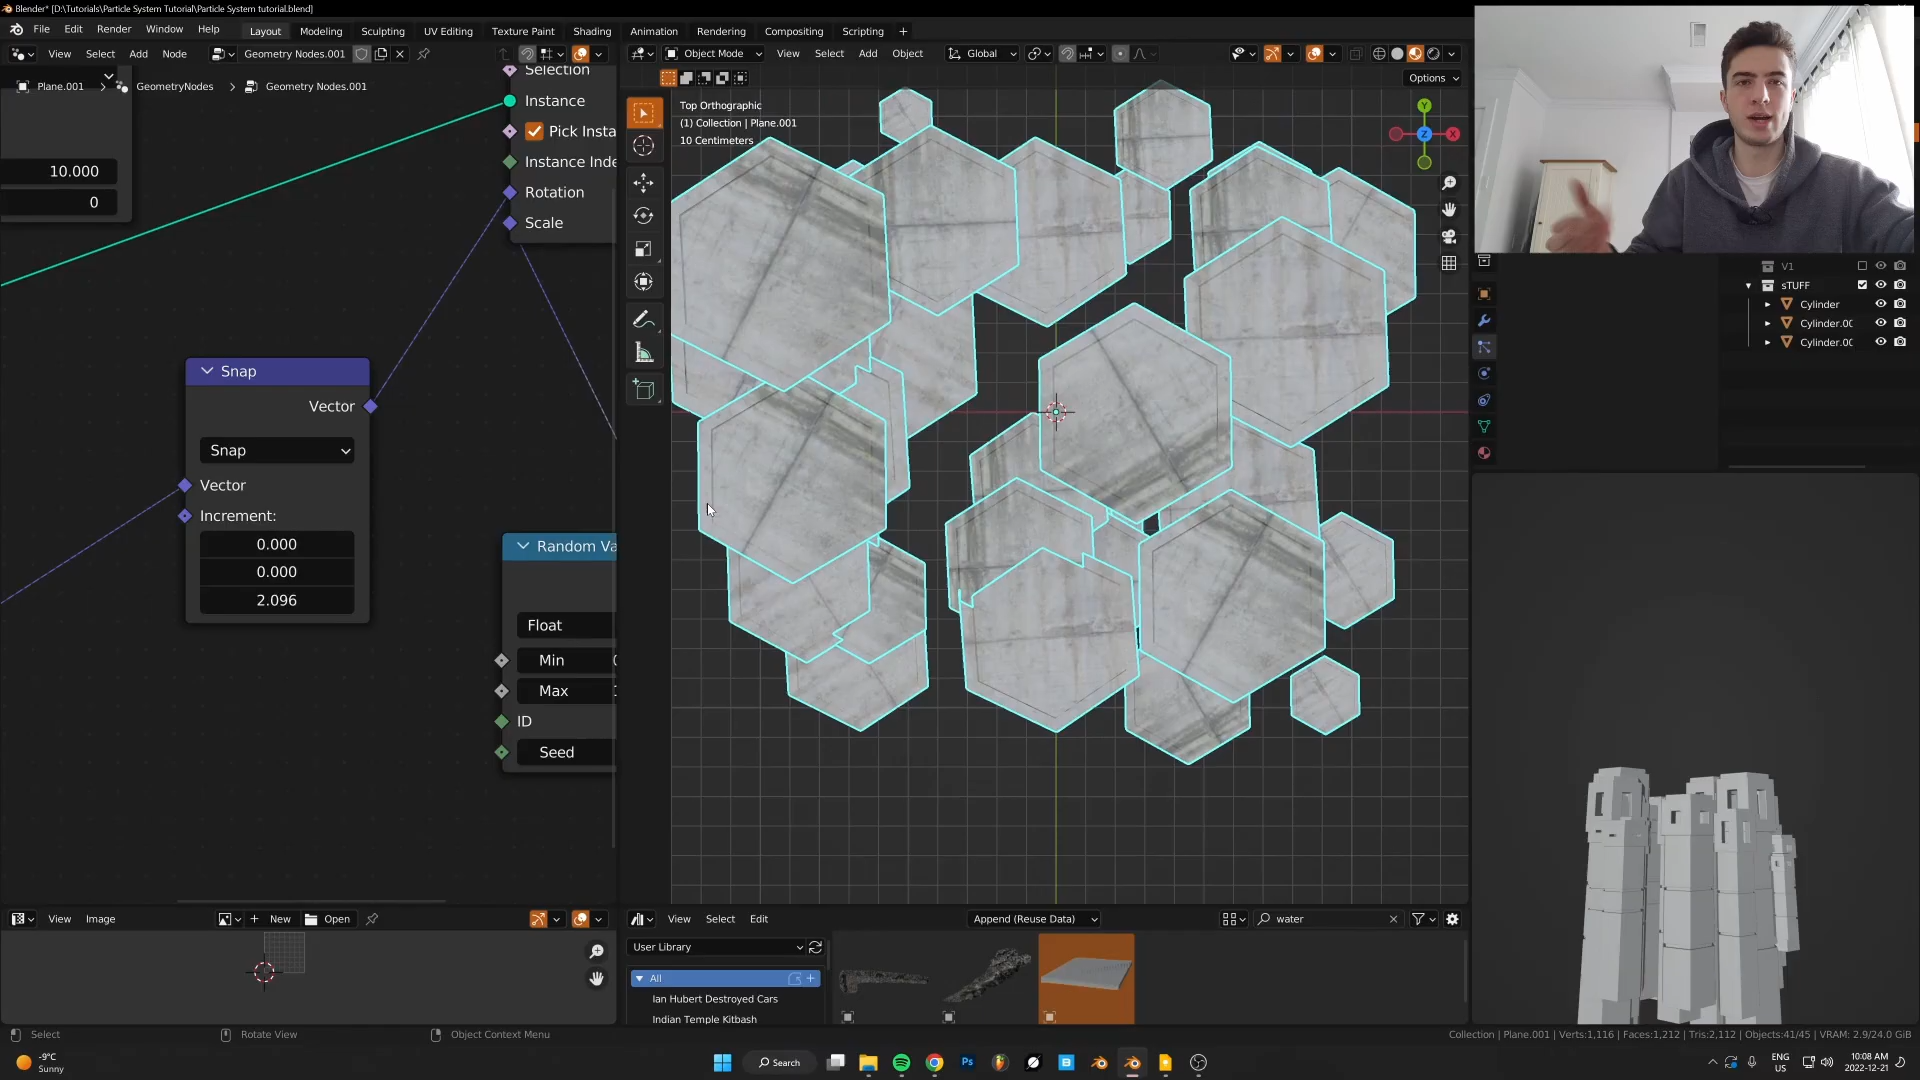 Blender* [D:\Tutorials\Particle System Tutorial\Particle System tutorial.blend]
File Edit Render Window Help Layout Modeling Sculpting UV Editing Texture Paint Shading Animation Rendering Compositing Scripting +
View Select Add Node Geometry Nodes.001
Object Mode View Select Add Object Global
Options
Plane.001 > GeometryNodes > Geometry Nodes.001
Selection
Instance
Pick Insta
Instance Inde
Rotation
Scale
10.000
0
Snap
Vector
Snap
Vector
Increment:
0.000
0.000
2.096
Random Va
Float
Min
Max
ID
Seed
Top Orthographic
(1) Collection | Plane.001
10 Centimeters
Y
X
Z
V1
sTUFF
Cylinder
Cylinder.00
Cylinder.00
View Image New Open
View Select Edit Append (Reuse Data) water
User Library
All
Ian Hubert Destroyed Cars
Indian Temple Kitbash
Select Rotate View Object Context Menu
Collection | Plane.001 | Verts:1,116 | Faces:1,212 | Tris:2,112 | Objects:41/45 | VRAM: 2.9/24.0 GiB
-9°C
Sunny
Search
Ps
ENG
US
10:08 AM
2022-12-21